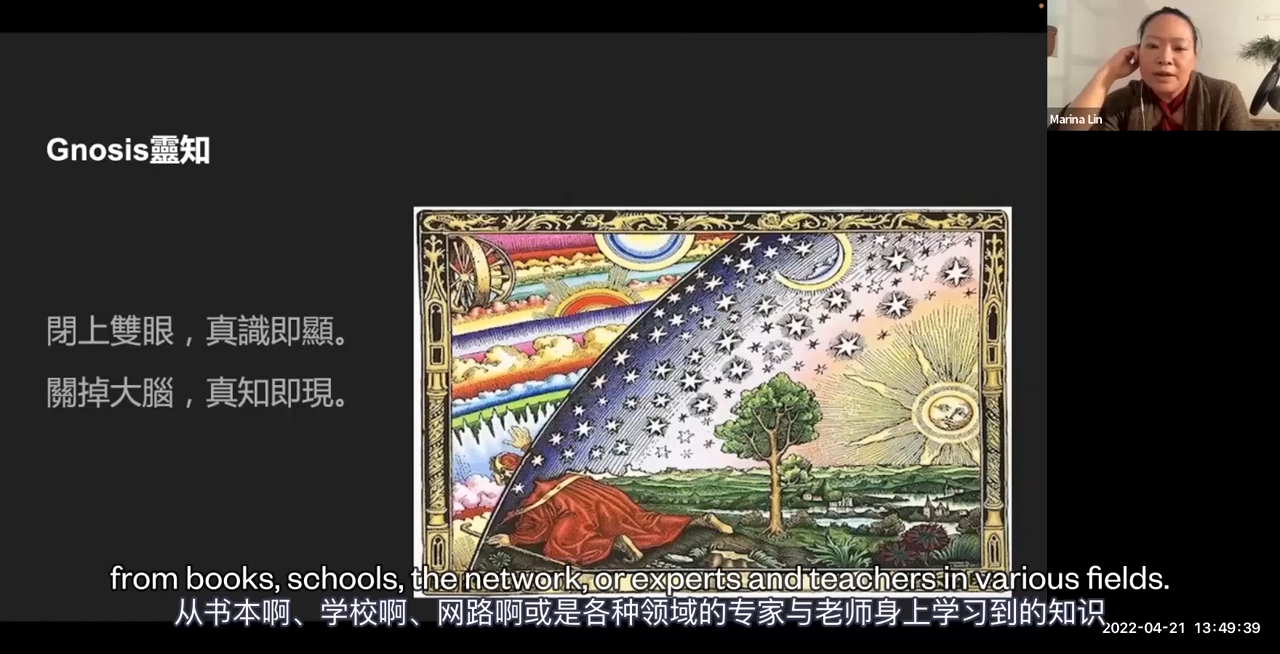 Marina Lin
Gnosis靈知
閉上雙眼，真識即顯。
關掉大腦，真知即現。
from books, schools, the network, or experts and teachers in various fields.
从书本啊、学校啊、网路啊或是各种领域的专家与老师身上学习到的知识
2022-04-21 13:49:39